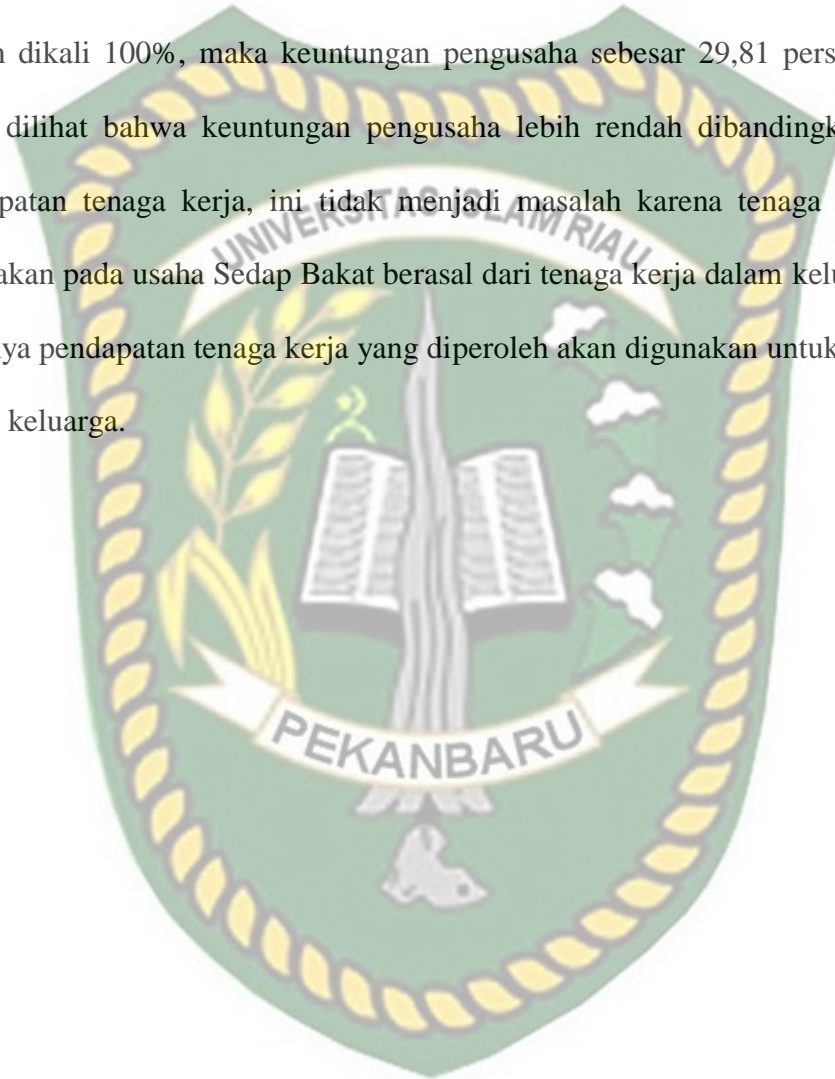 n dikali 100%, maka keuntungan pengusaha sebesar 29,81 pers
dilihat bahwa keuntungan pengusaha lebih rendah dibandingk
patan tenaga kerja, ini tidak menjadi masalah karena tenaga
UNIVERSITAS ISLAM RIAU
akan pada usaha Sedap Bakat berasal dari tenaga kerja dalam kelu
ya pendapatan tenaga kerja yang diperoleh akan digunakan untuk
keluarga.
PEKANBARU